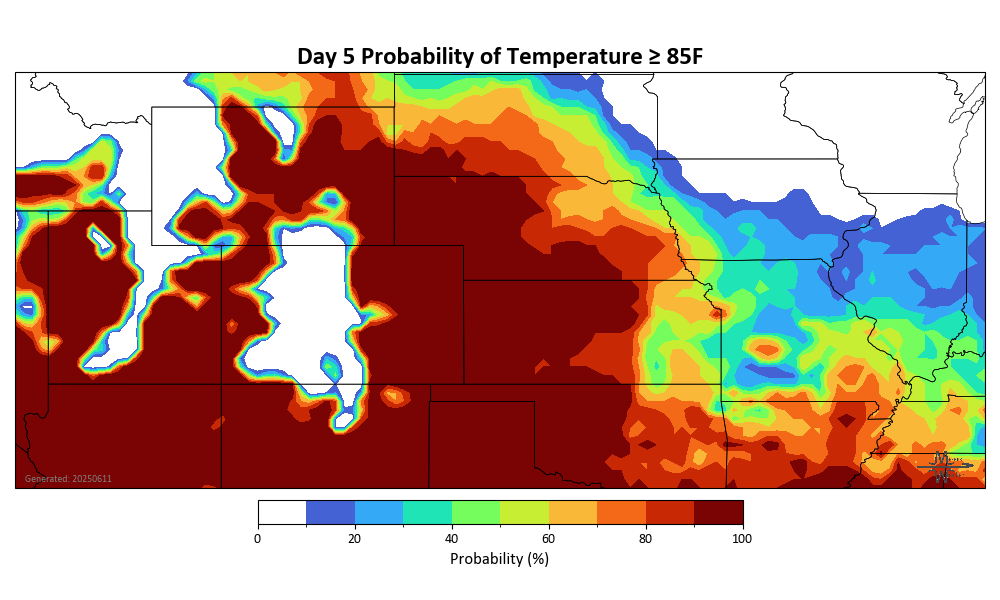 Day 5 Probability of Temperature ≥ 85F
Generated: 20250611
0 20 40 60 80 100
Probability (%)